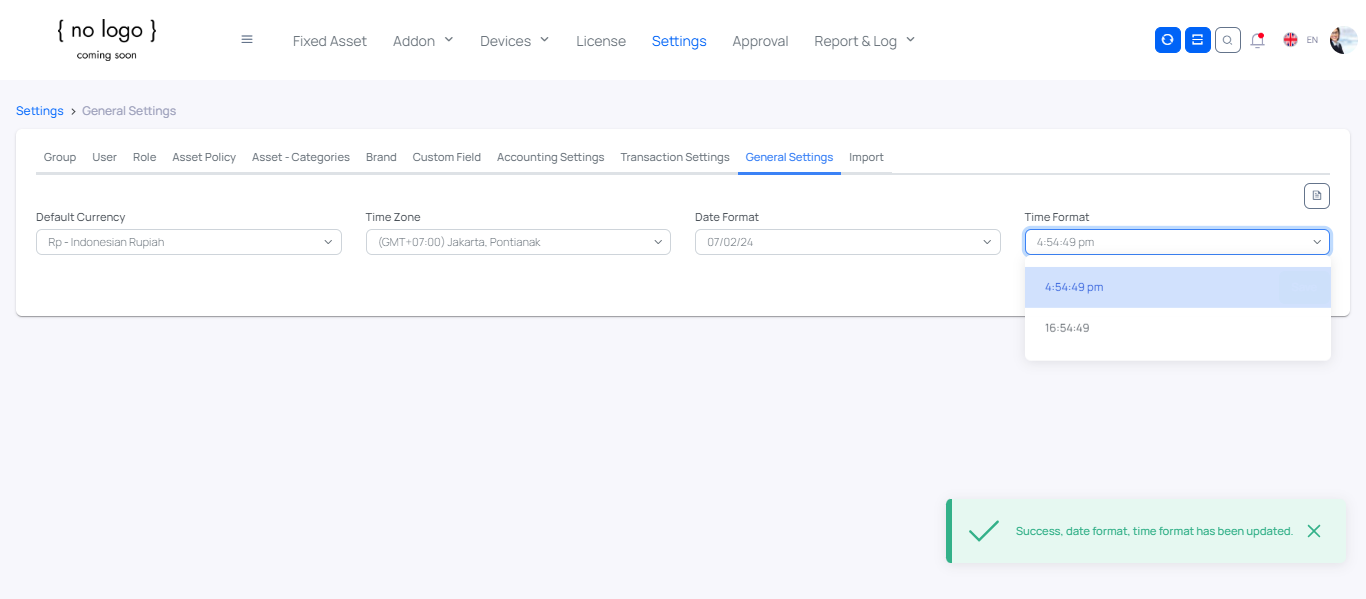 { no logo }
coming soon
Fixed Asset Addon Devices License Settings Approval Report & Log EN
Settings > General Settings
Group User Role Asset Policy Asset - Categories Brand Custom Field Accounting Settings Transaction Settings General Settings Import
Default Currency Time Zone Date Format Time Format
Rp - Indonesian Rupiah (GMT+07:00) Jakarta, Pontianak 07/02/24 4:54:49 pm
4:54:49 pm
16:54:49
Success, date format, time format has been updated.